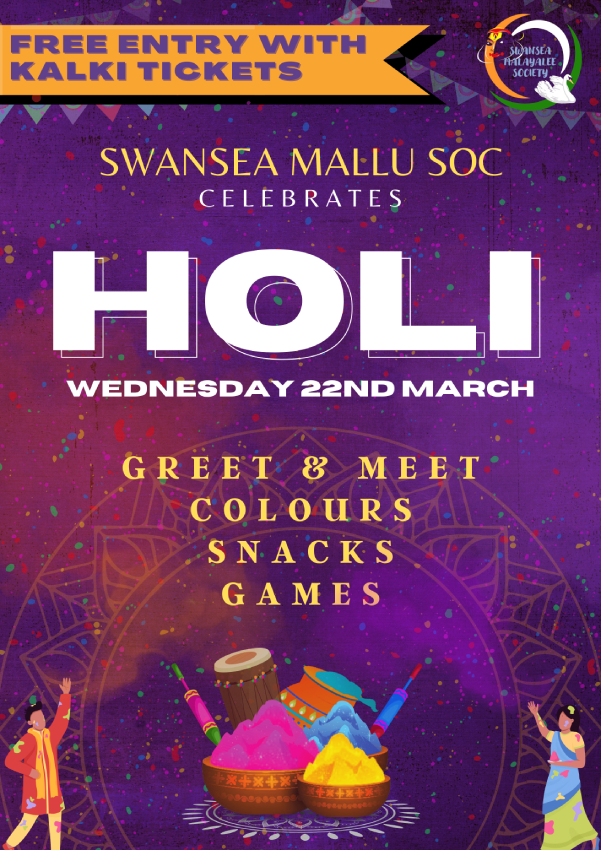 FREE ENTRY WITH
KALKI TICKETS
SWANSEA
MALAYALEE
SOCIETY
SWANSEA MALLU SOC
CELEBRATES
HOLI
WEDNESDAY 22ND MARCH
GREET & MEET
COLOURS
SNACKS
GAMES